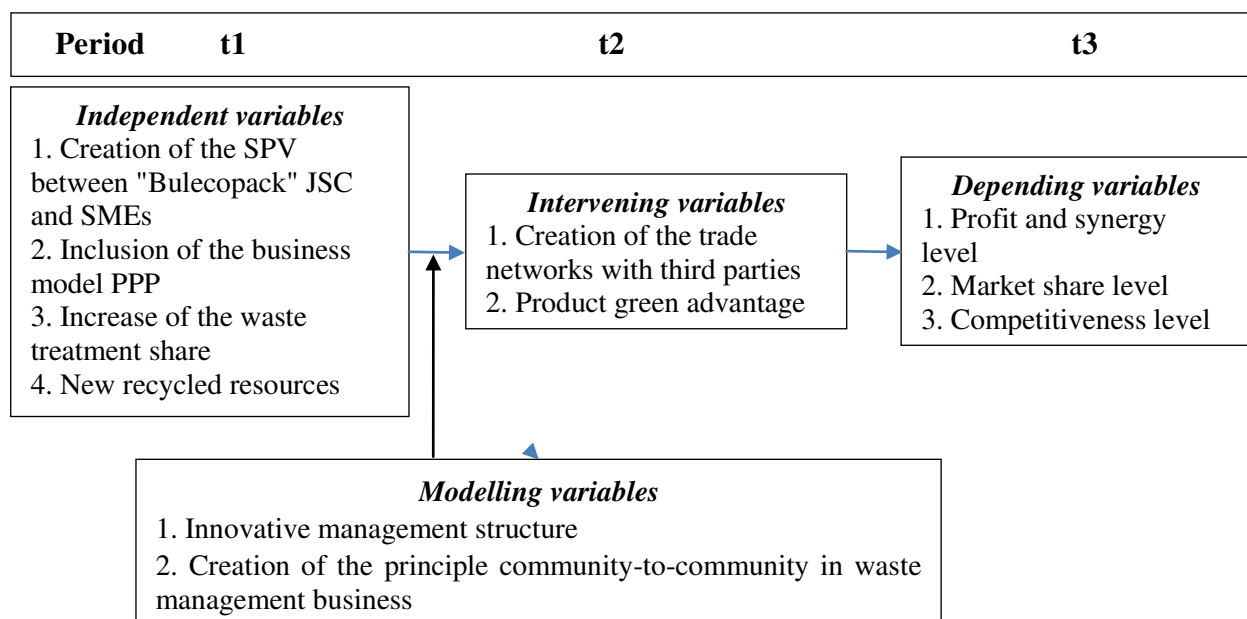 Period t1 t2 t3
Independent variables
1. Creation of the SPV
between "Bulecopack" JSC
and SMEs
2. Inclusion of the business
model PPP
3. Increase of the waste
treatment share
4. New recycled resources
Intervening variables
1. Creation of the trade
networks with third parties
2. Product green advantage
Depending variables
1. Profit and synergy
level
2. Market share level
3. Competitiveness level
Modelling variables
1. Innovative management structure
2. Creation of the principle community-to-community in waste
management business